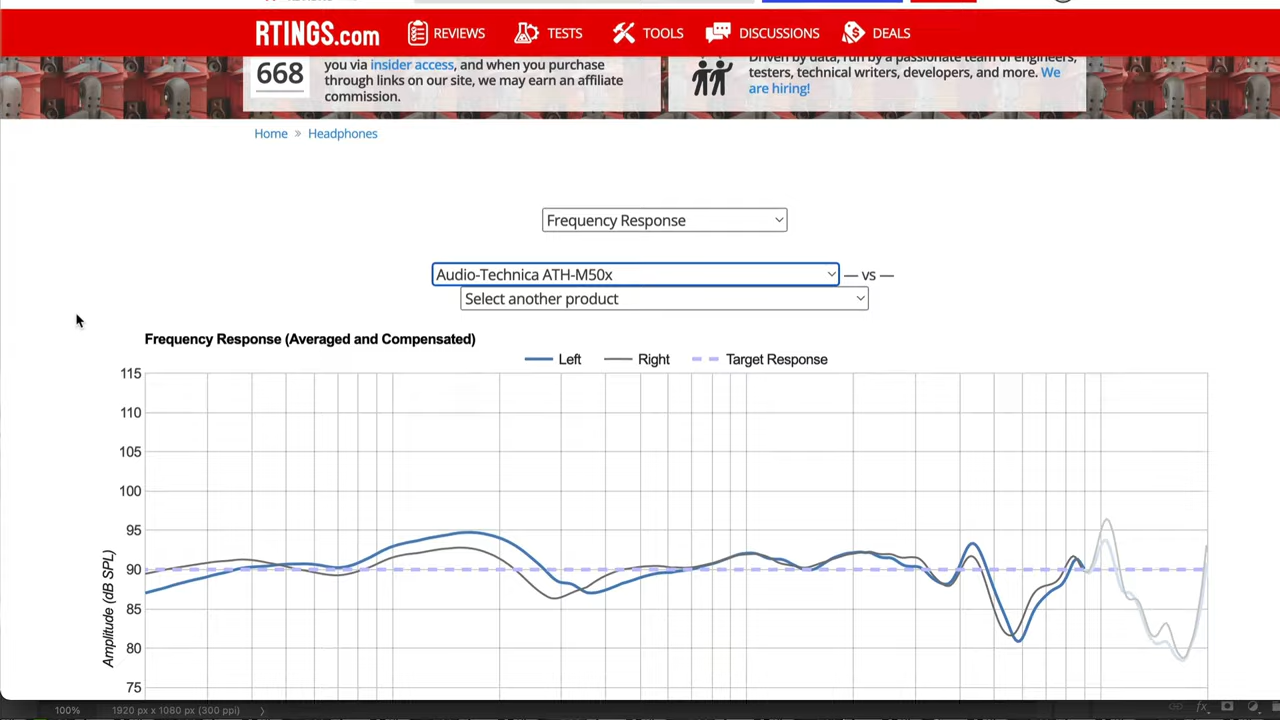 RTINGS.com
REVIEWS
TESTS
TOOLS
DISCUSSIONS
DEALS
668
you via insider access, and when you purchase
through links on our site, we may earn an affiliate
commission.
Driven by data, run by a passionate team of engineers,
testers, technical writers, developers, and more. We
are hiring!
Home » Headphones
Frequency Response
Audio-Technica ATH-M50x
— vs —
Select another product
Frequency Response (Averaged and Compensated)
Left
Right
Target Response
115
110
105
100
95
90
85
80
75
Amplitude (dB SPL)
100%
1920 px x 1080 px (300 ppi)
fx